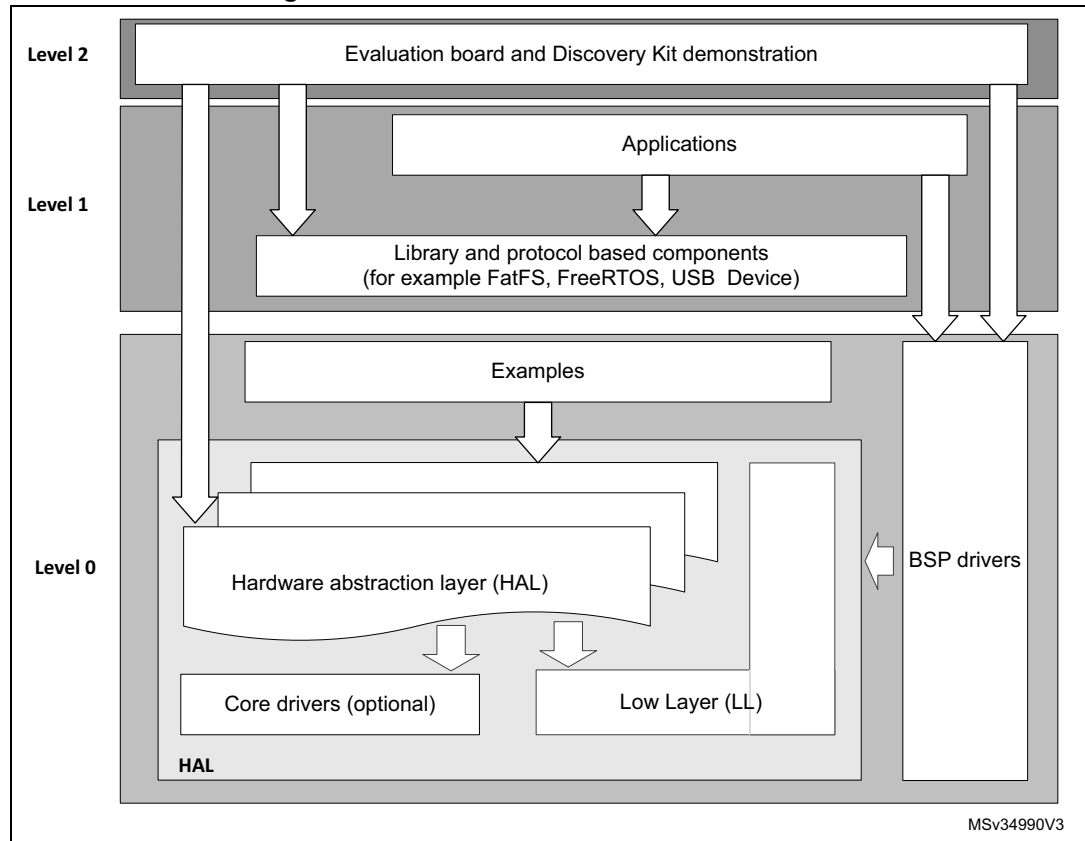 Level 2
Evaluation board and Discovery Kit demonstration
Applications
Level 1
Library and protocol based components
(for example FatFS, FreeRTOS, USB Device)
Examples
Level 0
Hardware abstraction layer (HAL)
BSP drivers
Core drivers (optional)
Low Layer (LL)
HAL
MSv34990V3